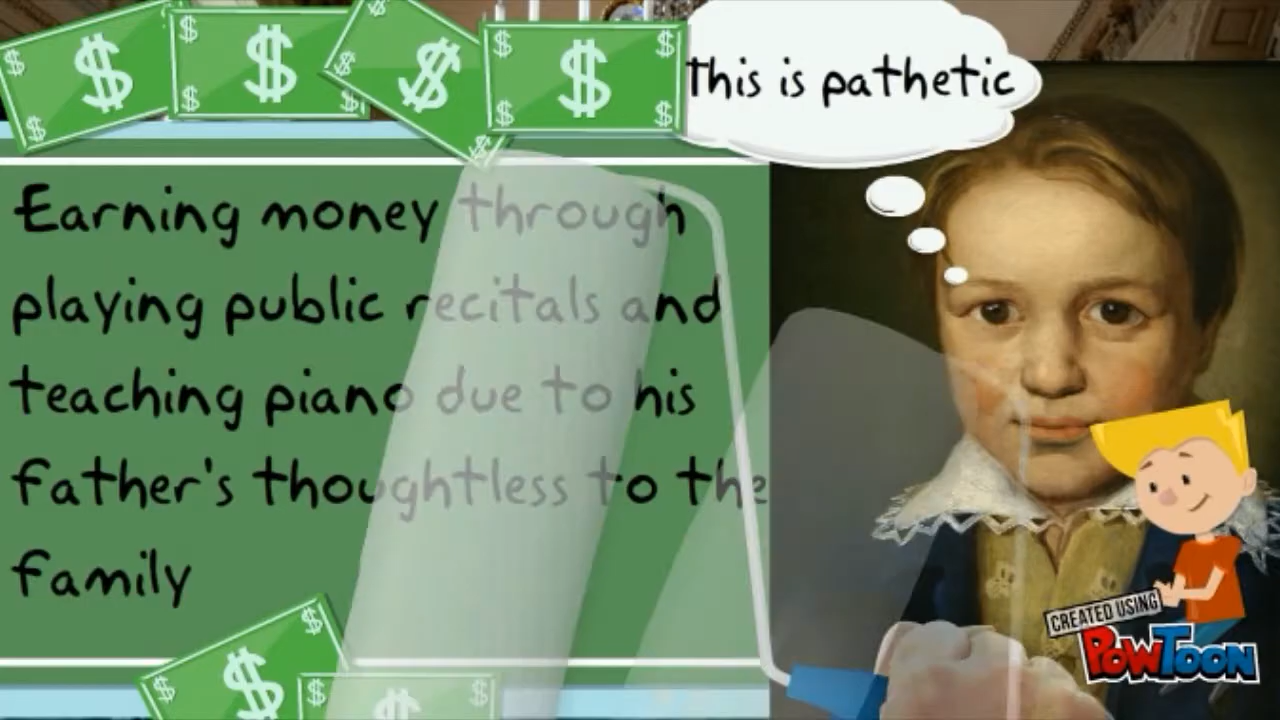 This is pathetic
Earning money through
playing public recitals and
teaching piano due to his
father's thoughtless to the
family
CREATED USING
POWTOON